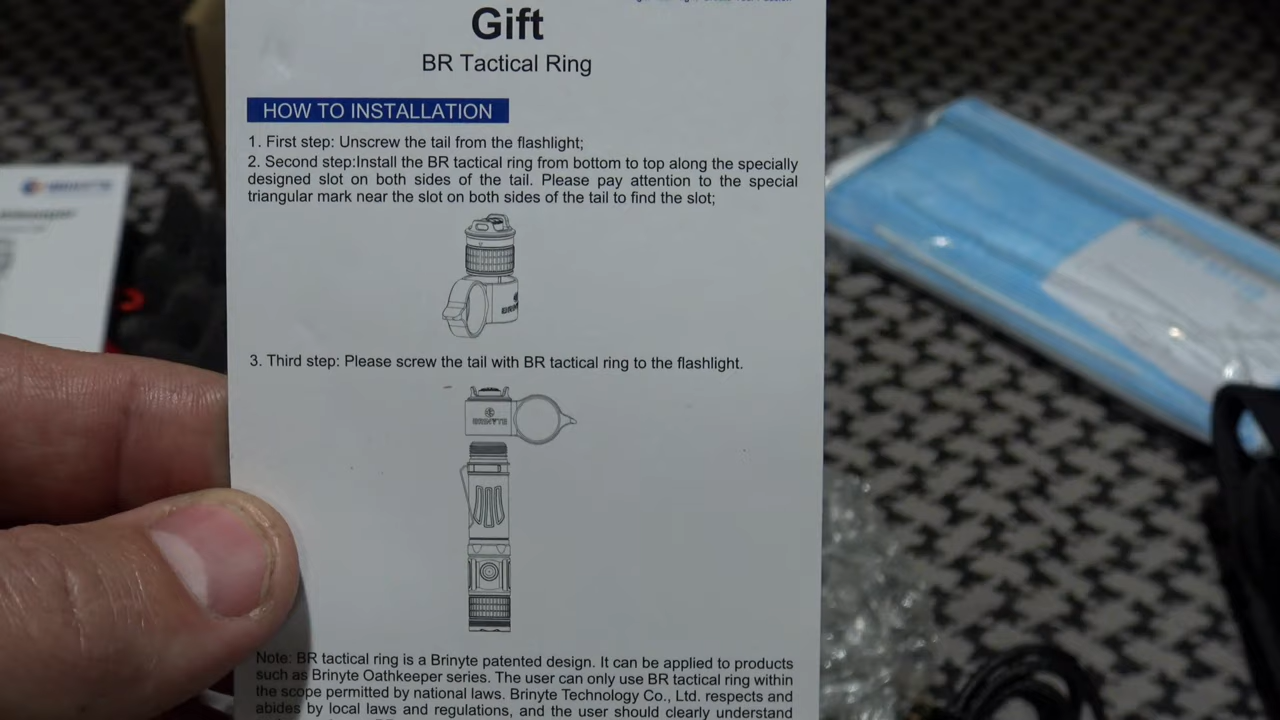 Gift
BR Tactical Ring
HOW TO INSTALLATION
1. First step: Unscrew the tail from the flashlight;
2. Second step:Install the BR tactical ring from bottom to top along the specially
designed slot on both sides of the tail. Please pay attention to the special
triangular mark near the slot on both sides of the tail to find the slot;
3. Third step: Please screw the tail with BR tactical ring to the flashlight.
BRINYTE
Note: BR tactical ring is a Brinyte patented design. It can be applied to products
such as Brinyte Oathkeeper series. The user can only use BR tactical ring within
the scope permitted by national laws. Brinyte Technology Co., Ltd. respects and
abides by local laws and regulations, and the user should clearly understand
BRINYTE